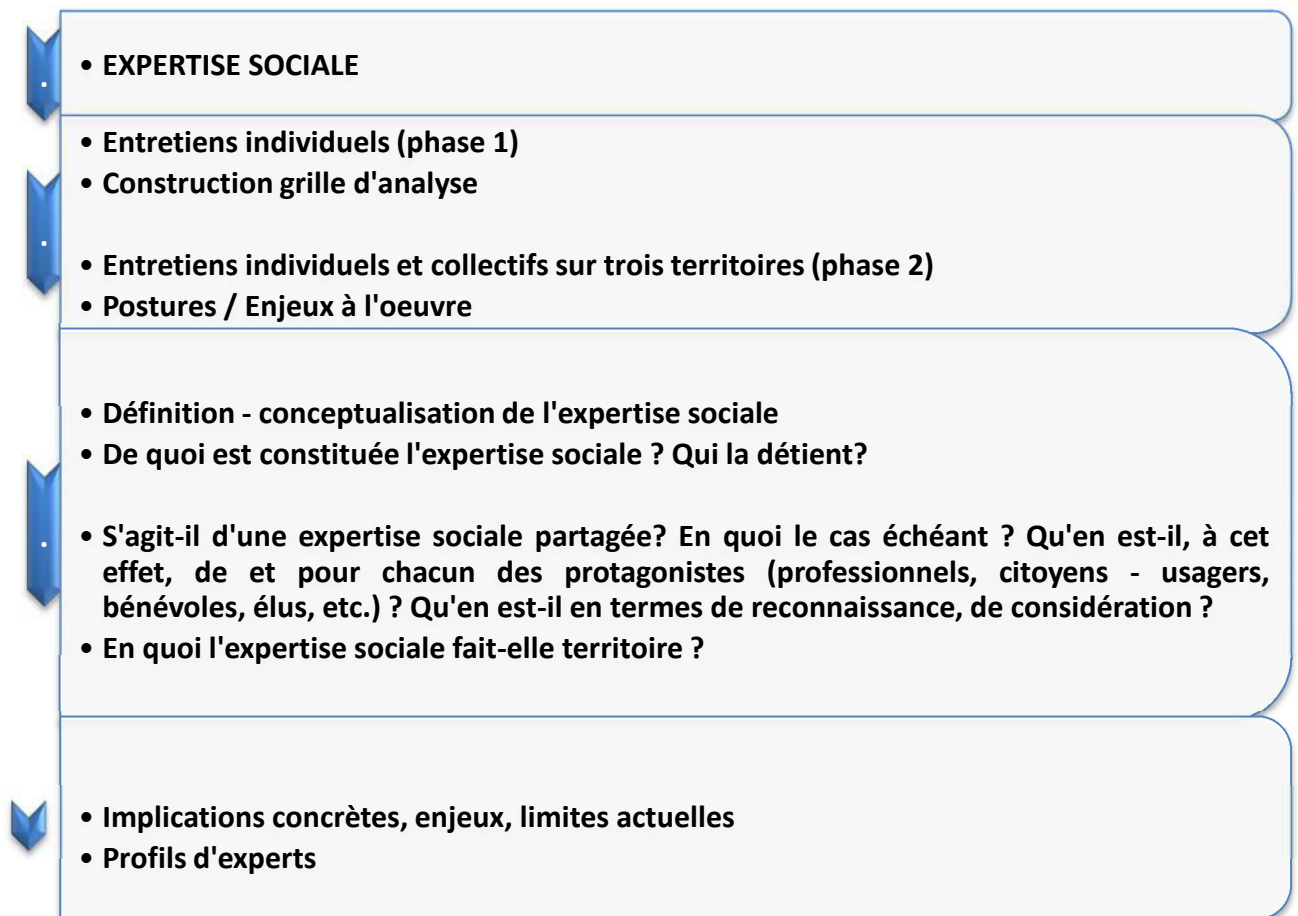 • EXPERTISE SOCIALE
• Entretiens individuels (phase 1)
• Construction grille d'analyse
• Entretiens individuels et collectifs sur trois territoires (phase 2)
• Postures / Enjeux à l'oeuvre
• Définition - conceptualisation de l'expertise sociale
• De quoi est constituée l'expertise sociale ? Qui la détient?
• S'agit-il d'une expertise sociale partagée? En quoi le cas échéant ? Qu'en est-il, à cet
effet, de et pour chacun des protagonistes (professionnels, citoyens - usagers,
bénévoles, élus, etc.) ? Qu'en est-il en termes de reconnaissance, de considération ?
• En quoi l'expertise sociale fait-elle territoire ?
• Implications concrètes, enjeux, limites actuelles
• Profils d'experts